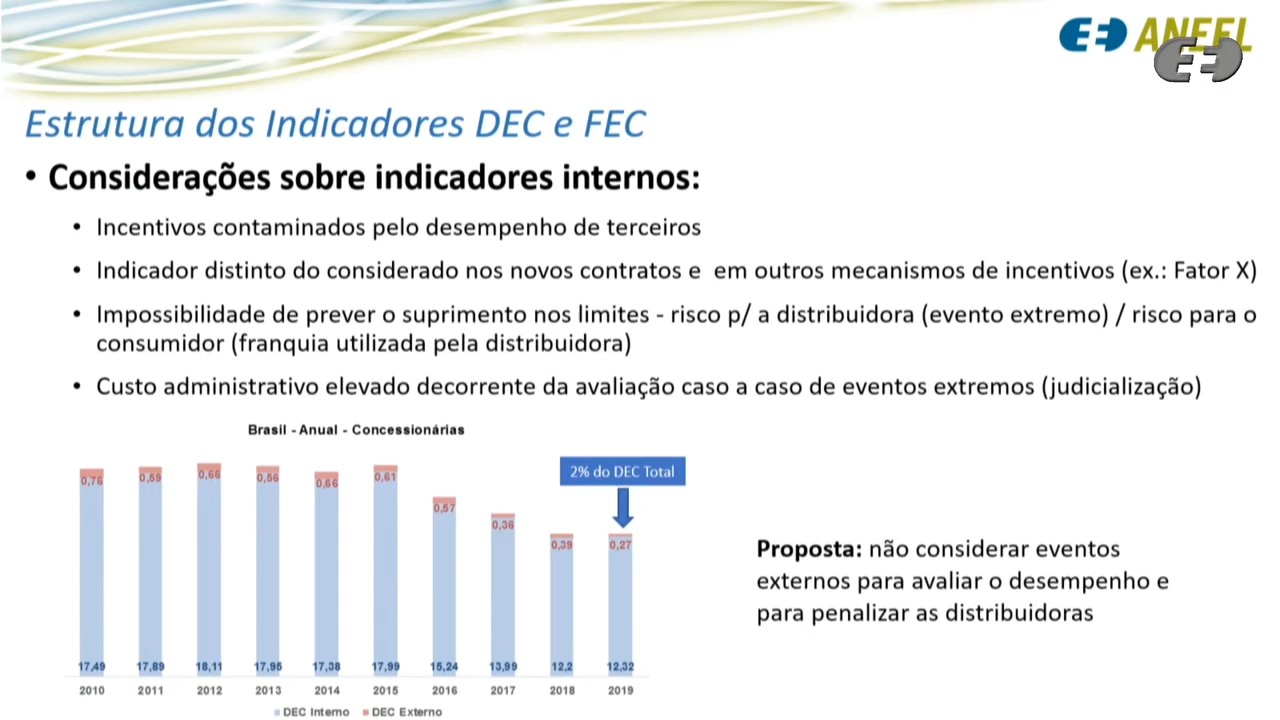 ANEEL
Estrutura dos Indicadores DEC e FEC
• Considerações sobre indicadores internos:
• Incentivos contaminados pelo desempenho de terceiros
• Indicador distinto do considerado nos novos contratos e em outros mecanismos de incentivos (ex.: Fator X)
• Impossibilidade de prever o suprimento nos limites - risco p/ a distribuidora (evento extremo) / risco para o
consumidor (franquia utilizada pela distribuidora)
• Custo administrativo elevado decorrente da avaliação caso a caso de eventos extremos (judicialização)
Brasil - Anual - Concessionárias
2% do DEC Total
0,76 0,59 0,66 0,56 0,66 0,61 0,57 0,36 0,39 0,27
17,49 17,89 18,11 17,95 17,38 17,99 15,24 13,99 12,2 12,32
2010 2011 2012 2013 2014 2015 2016 2017 2018 2019
DEC Interno DEC Externo
Proposta: não considerar eventos
externos para avaliar o desempenho e
para penalizar as distribuidoras